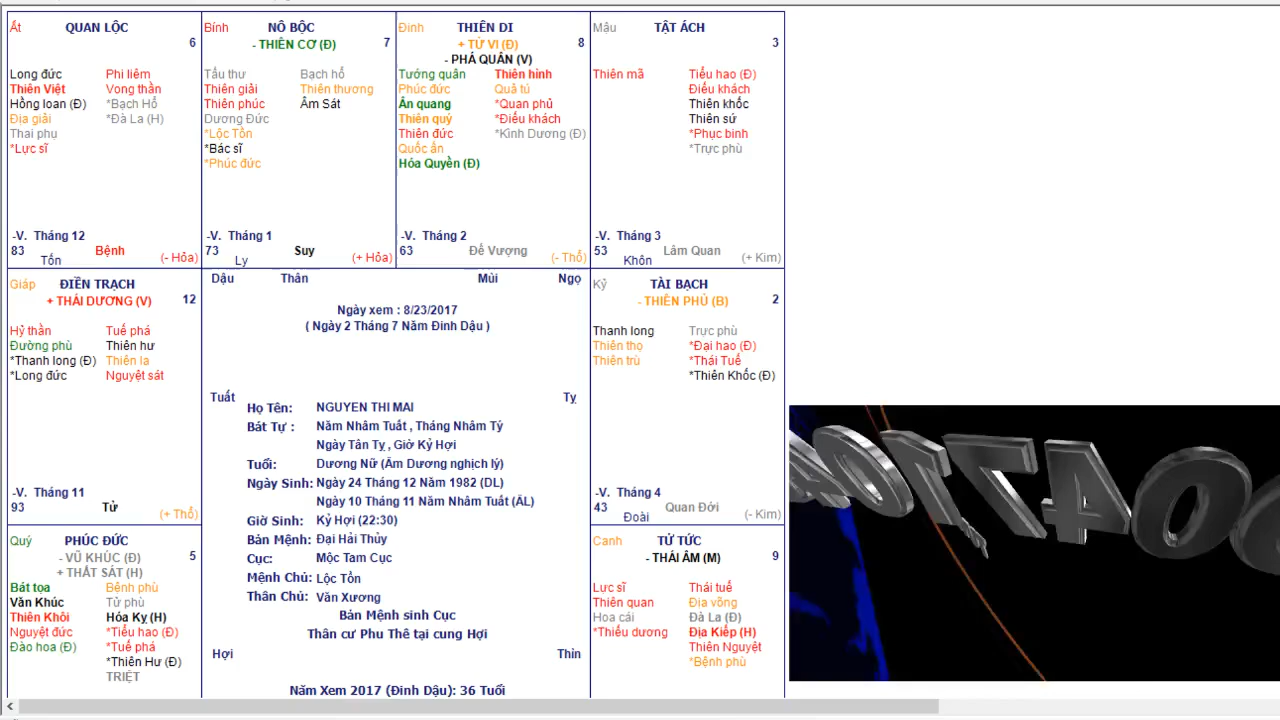 Ất QUAN LỘC
6
Long đức Phi liêm
Thiên Việt Vong thần
Hồng loan (Đ) *Bạch Hổ
Địa giải *Đà La (H)
Thai phụ
*Lực sĩ
-V. Tháng 12
83 Bệnh (- Hỏa)
Tốn
Bính NÔ BỘC
- THIÊN CƠ (Đ) 7
Tấu thư Bạch hổ
Thiên giải Thiên thương
Thiên phúc Âm Sát
Dương Đức
*Lộc Tồn
*Bác sĩ
*Phúc đức
-V. Tháng 1
73 Suy (+ Hỏa)
Ly
Đinh THIÊN DI
+ TỬ VI (Đ) 8
- PHÁ QUÂN (V)
Tướng quân Thiên hình
Phúc đức Quả tú
Ân quang *Quan phủ
Thiên quý *Điếu khách
Thiên đức *Kình Dương (Đ)
Quốc ấn
Hóa Quyền (Đ)
-V. Tháng 2
63 Đế Vượng (- Thổ)
Mậu TẬT ÁCH
3
Thiên mã Tiểu hao (Đ)
Điếu khách
Thiên khốc
Thiên sứ
*Phục binh
*Trực phù
-V. Tháng 3
53 Lâm Quan (+ Kim)
Khôn
Giáp ĐIỀN TRẠCH
+ THÁI DƯƠNG (V) 12
Hỷ thần Tuế phá
Đường phù Thiên hư
*Thanh long (Đ) Thiên la
*Long đức Nguyệt sát
-V. Tháng 11
93 Tử (+ Thổ)
Dậu Thân Mùi Ngọ
Ngày xem : 8/23/2017
( Ngày 2 Tháng 7 Năm Đinh Dậu )
Tuất Tỵ
Họ Tên: NGUYEN THI MAI
Bát Tự : Năm Nhâm Tuất , Tháng Nhâm Tý
Ngày Tân Tỵ , Giờ Kỷ Hợi
Tuổi: Dương Nữ (Âm Dương nghịch lý)
Ngày Sinh: Ngày 24 Tháng 12 Năm 1982 (DL)
Ngày 10 Tháng 11 Năm Nhâm Tuất (ÂL)
Giờ Sinh: Kỷ Hợi (22:30)
Bản Mệnh: Đại Hải Thủy
Cục: Mộc Tam Cục
Mệnh Chủ: Lộc Tồn
Thân Chủ: Văn Xương
Bản Mệnh sinh Cục
Thân cư Phu Thê tại cung Hợi
Hợi Thìn
Năm Xem 2017 (Đinh Dậu): 36 Tuổi
Kỷ TÀI BẠCH
- THIÊN PHỦ (B) 2
Thanh long Trực phù
Thiên thọ *Đại hao (Đ)
Thiên trù *Thái Tuế
*Thiên Khốc (Đ)
-V. Tháng 4
43 Quan Đới (- Kim)
Đoài
Quý PHÚC ĐỨC
- VŨ KHÚC (Đ) 5
+ THẤT SÁT (H)
Bát tọa Bệnh phù
Văn Khúc Tử phù
Thiên Khôi Hóa Kỵ (H)
Nguyệt đức *Tiểu hao (Đ)
Đào hoa (Đ) *Tuế phá
*Thiên Hư (Đ)
TRIỆT
Canh TỬ TỨC
- THÁI ÂM (M) 9
Lực sĩ Thái tuế
Thiên quan Địa võng
Hoa cái Đà La (Đ)
*Thiếu dương Địa Kiếp (H)
Thiên Nguyệt
*Bệnh phù